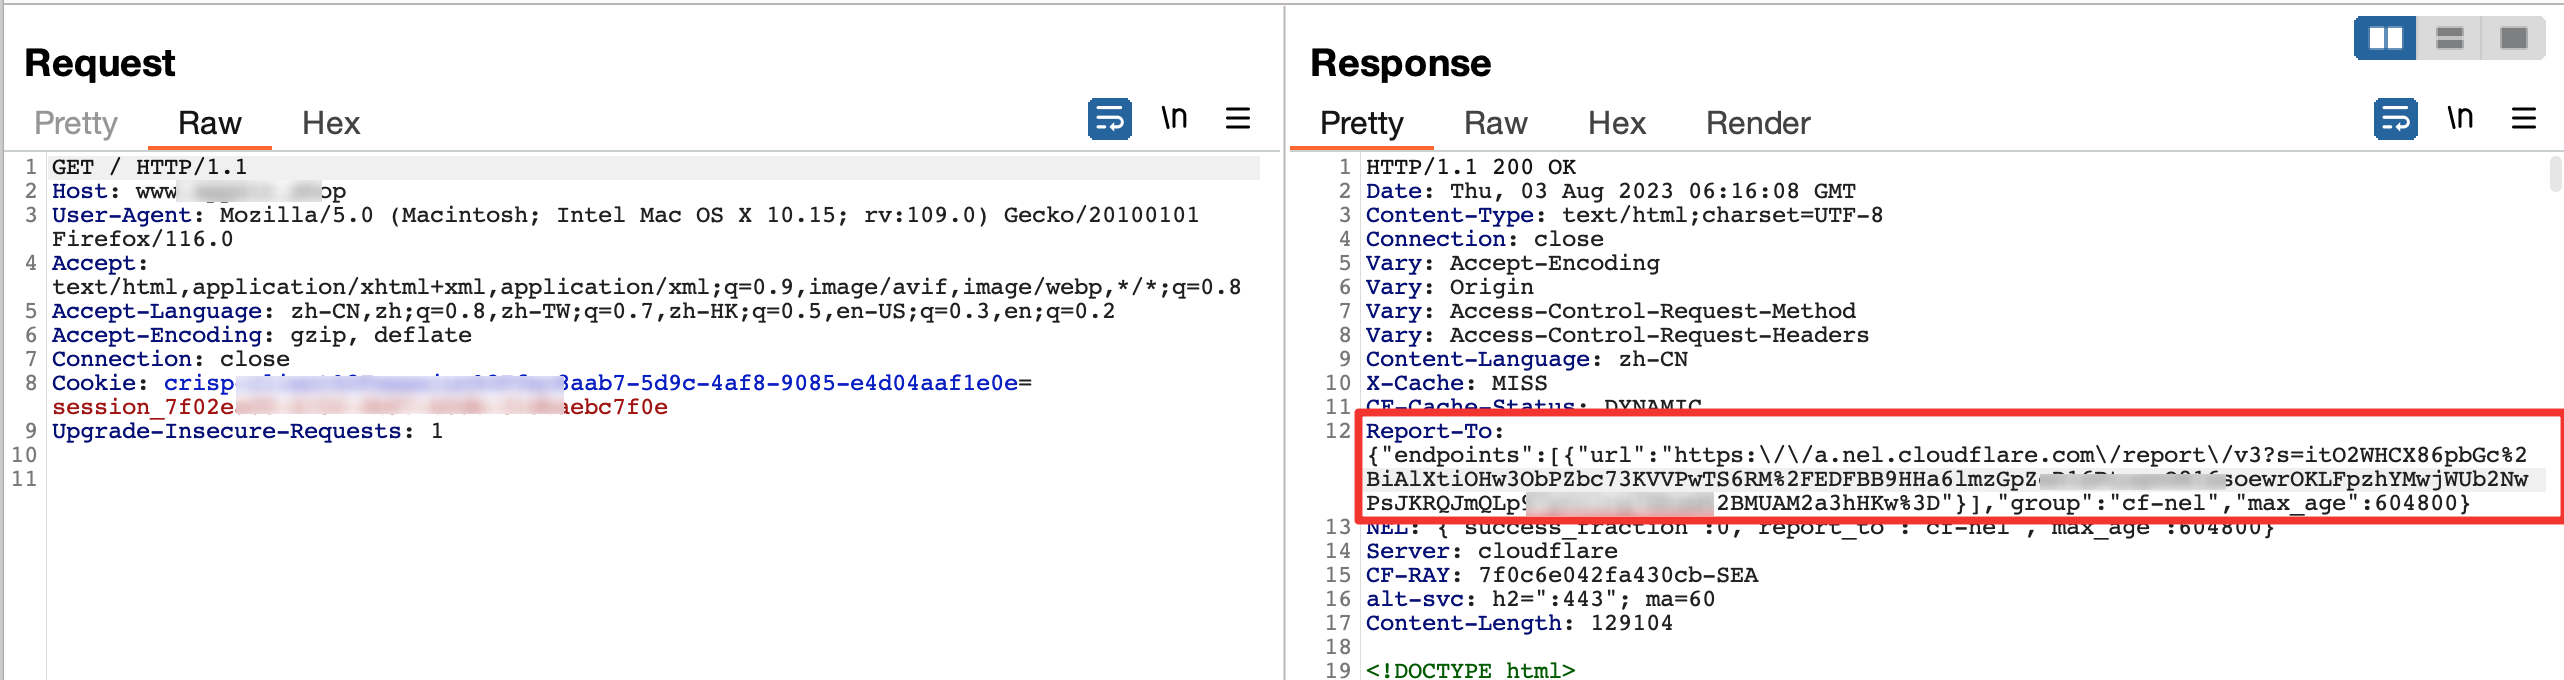 Request
Pretty Raw Hex
\n
1 GET / HTTP/1.1
2 Host: www op
3 User-Agent: Mozilla/5.0 (Macintosh; Intel Mac OS X 10.15; rv:109.0) Gecko/20100101
Firefox/116.0
4 Accept:
text/html,application/xhtml+xml,application/xml;q=0.9,image/avif,image/webp,*/*;q=0.8
5 Accept-Language: zh-CN,zh;q=0.8,zh-TW;q=0.7,zh-HK;q=0.5,en-US;q=0.3,en;q=0.2
6 Accept-Encoding: gzip, deflate
7 Connection: close
8 Cookie: crisp 8aab7-5d9c-4af8-9085-e4d04aaf1e0e=
session_7f02e aebc7f0e
9 Upgrade-Insecure-Requests: 1
10
11
Response
Pretty Raw Hex Render
\n
1 HTTP/1.1 200 OK
2 Date: Thu, 03 Aug 2023 06:16:08 GMT
3 Content-Type: text/html;charset=UTF-8
4 Connection: close
5 Vary: Accept-Encoding
6 Vary: Origin
7 Vary: Access-Control-Request-Method
8 Vary: Access-Control-Request-Headers
9 Content-Language: zh-CN
10 X-Cache: MISS
11 CF-Cache-Status: DYNAMIC
12 Report-To:
{"endpoints":[{"url":"https:\/\/a.nel.cloudflare.com\/report\/v3?s=itO2WHCX86pbGc%2
BiAlXtiOHw3ObPZbc73KVVPwTS6RM%2FEDFBB9HHa6lmzGpZ soewrOKLFpzhYMwjWUb2Nw
PsJKRQJmQLp9 2BMUAM2a3hHKw%3D"}],"group":"cf-nel","max_age":604800}
13 NEL: {"success_fraction":0,"report_to":"cf-nel","max_age":604800}
14 Server: cloudflare
15 CF-RAY: 7f0c6e042fa430cb-SEA
16 alt-svc: h2=":443"; ma=60
17 Content-Length: 129104
18
19 <!DOCTYPE html>